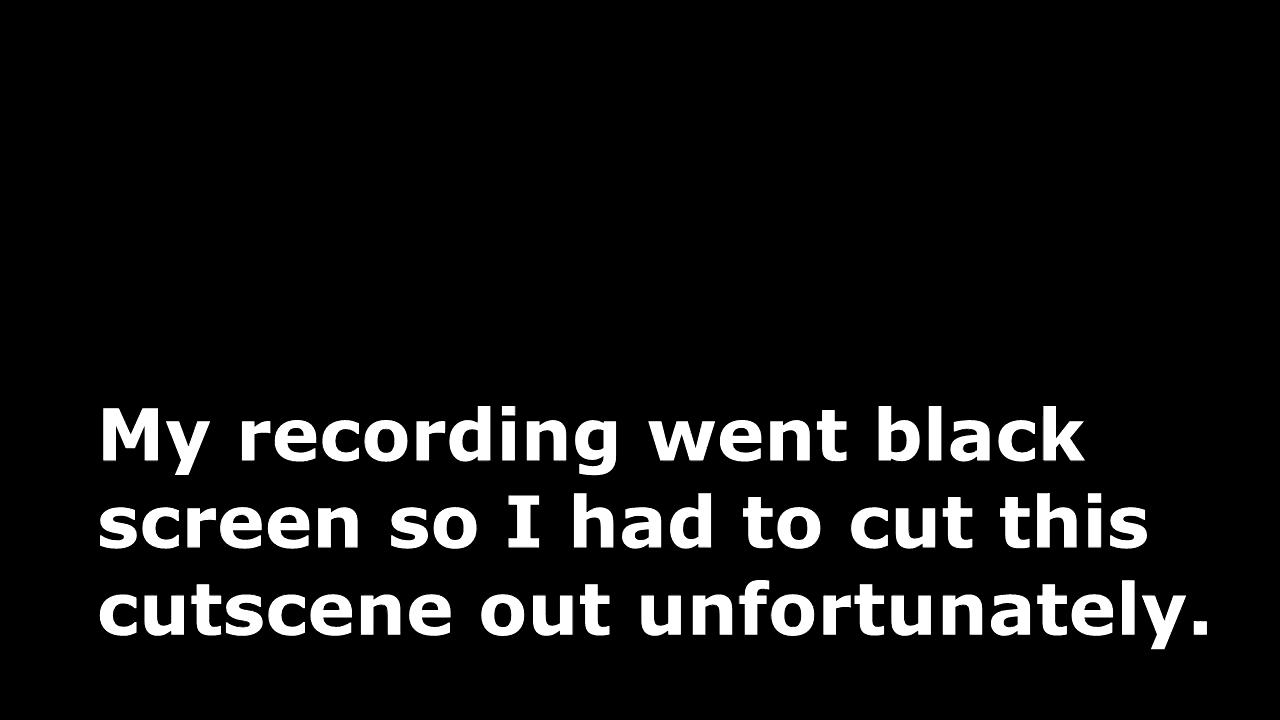 My recording went black
screen so I had to cut this
cutscene out unfortunately.